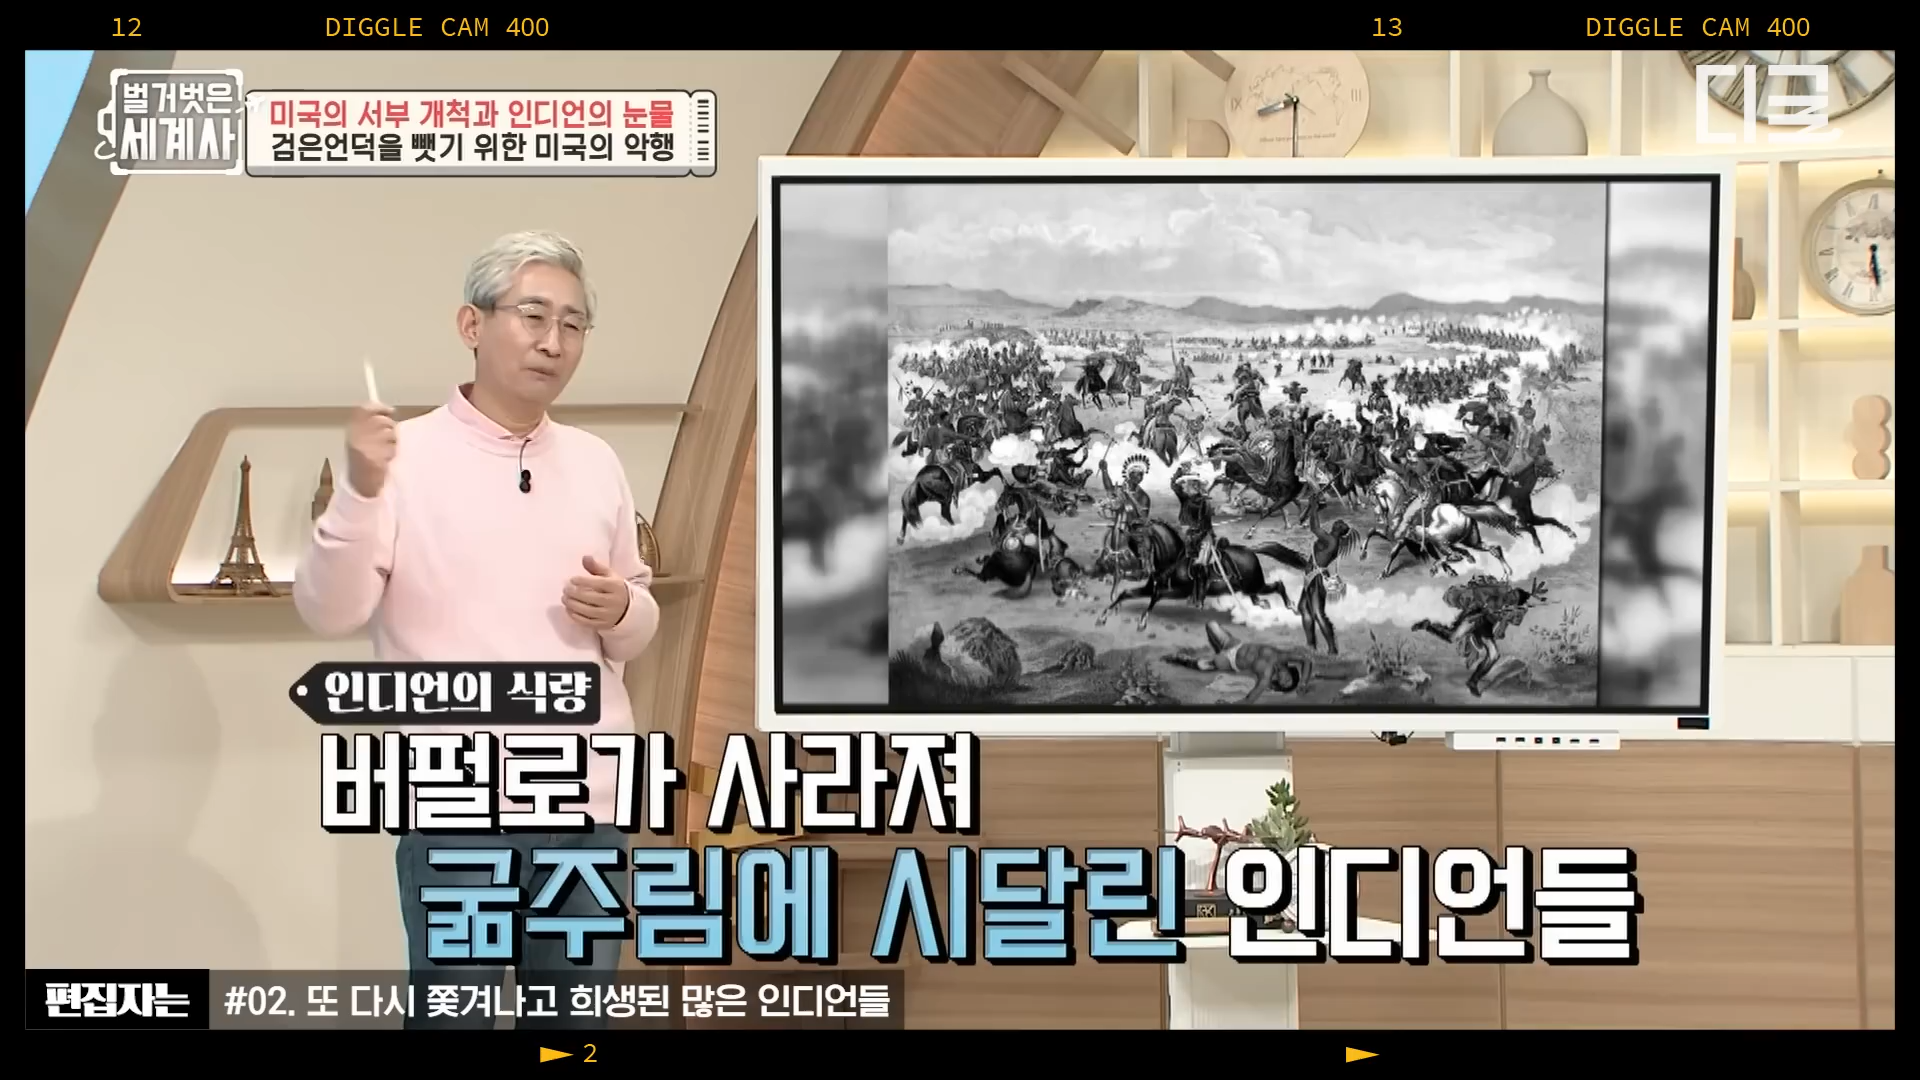 12 DIGGLE CAM 400 13 DIGGLE CAM 400
벌거벗은
세계사
미국의 서부 개척과 인디언의 눈물
검은언덕을 뺏기 위한 미국의 악행
디글
인디언의 식량
버펄로가 사라져
굶주림에 시달린 인디언들
편집자는 #02. 또 다시 쫓겨나고 희생된 많은 인디언들
2